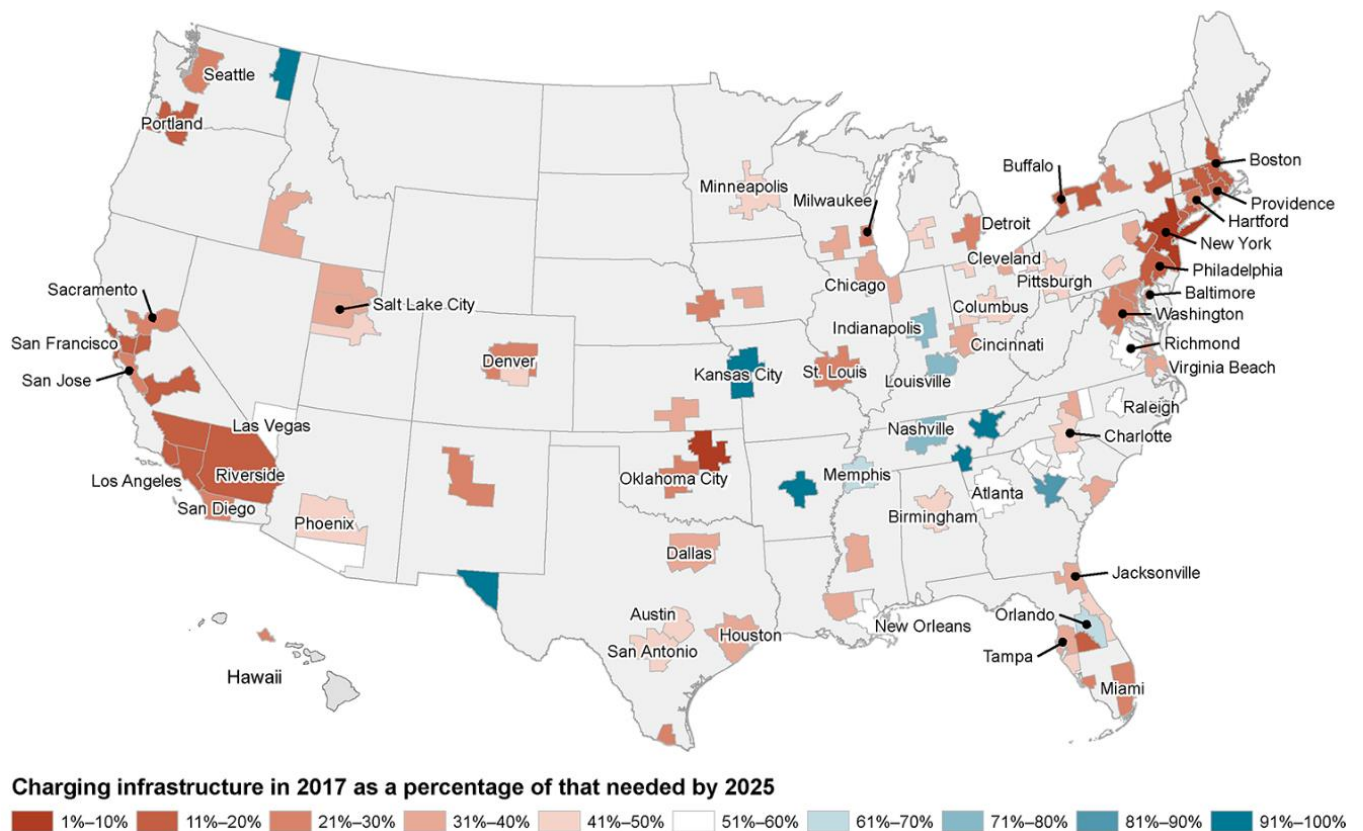 Seattle
Portland
Minneapolis
Milwaukee
Buffalo
Boston
Providence
Hartford
New York
Detroit
Cleveland
Chicago
Pittsburgh
Philadelphia
Baltimore
Washington
Columbus
Indianapolis
Cincinnati
Richmond
Virginia Beach
Sacramento
Salt Lake City
San Francisco
San Jose
Denver
Kansas City
St. Louis
Louisville
Las Vegas
Nashville
Raleigh
Charlotte
Los Angeles
Riverside
Oklahoma City
Memphis
San Diego
Phoenix
Atlanta
Birmingham
Dallas
Jacksonville
Austin
Houston
New Orleans
Orlando
San Antonio
Tampa
Hawaii
Miami
Charging infrastructure in 2017 as a percentage of that needed by 2025
1%–10% 11%–20% 21%–30% 31%–40% 41%–50% 51%–60% 61%–70% 71%–80% 81%–90% 91%–100%